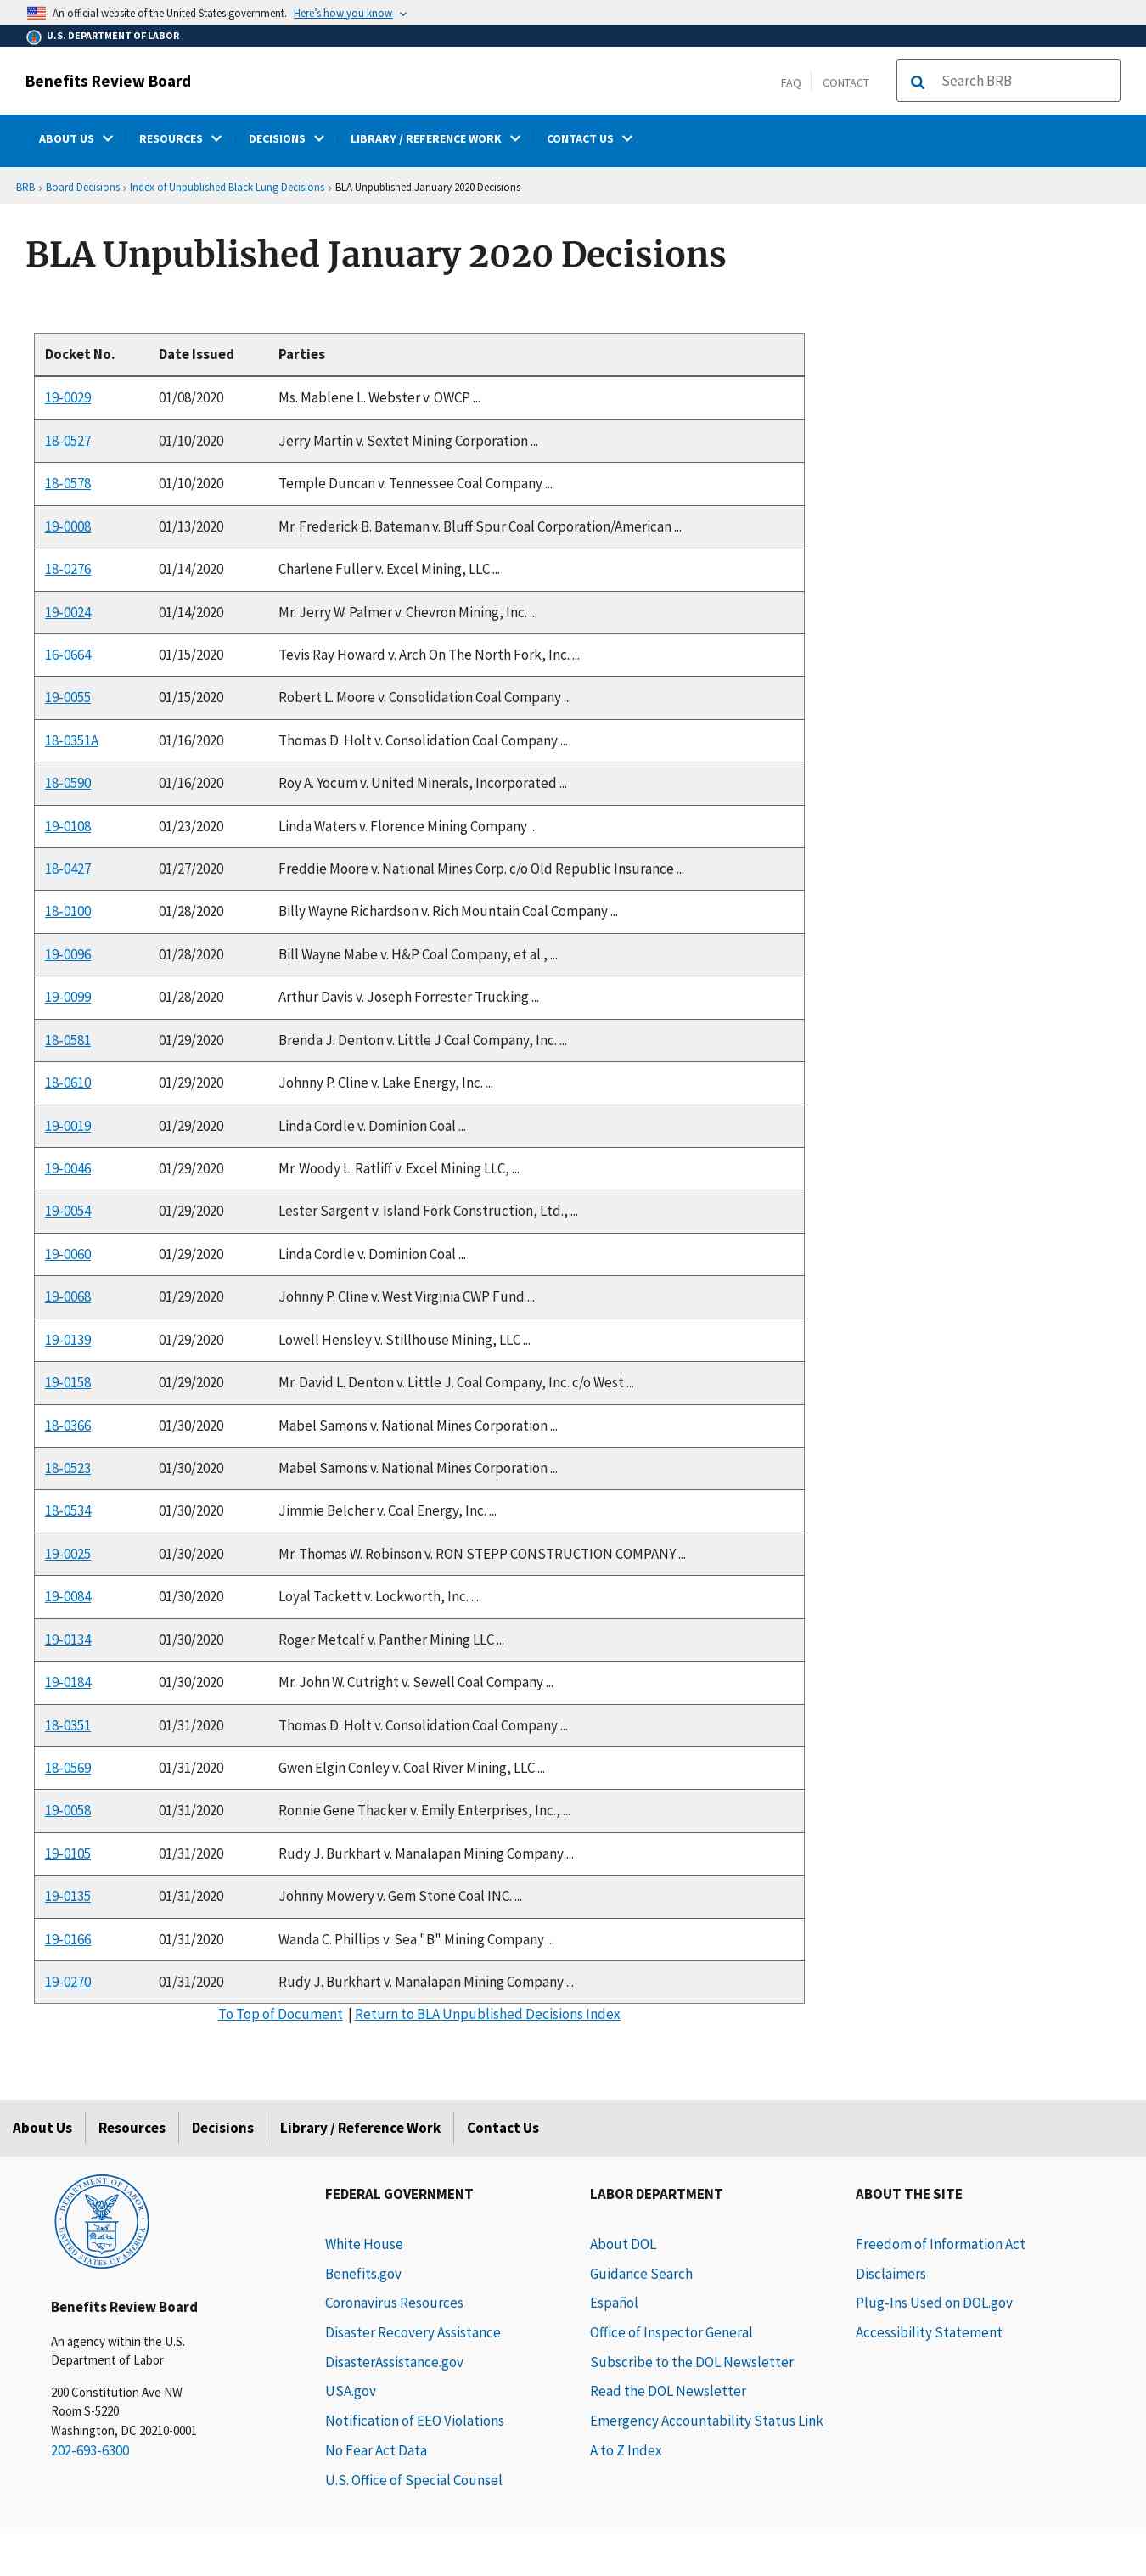 An official website of the United States government. Here's how you know
U.S. DEPARTMENT OF LABOR
Benefits Review Board
FAQ CONTACT Search BRB
ABOUT US RESOURCES DECISIONS LIBRARY / REFERENCE WORK CONTACT US
BRB › Board Decisions › Index of Unpublished Black Lung Decisions › BLA Unpublished January 2020 Decisions
BLA Unpublished January 2020 Decisions
Docket No. Date Issued Parties
19-0029 01/08/2020 Ms. Mablene L. Webster v. OWCP ...
18-0527 01/10/2020 Jerry Martin v. Sextet Mining Corporation ...
18-0578 01/10/2020 Temple Duncan v. Tennessee Coal Company ...
19-0008 01/13/2020 Mr. Frederick B. Bateman v. Bluff Spur Coal Corporation/American ...
18-0276 01/14/2020 Charlene Fuller v. Excel Mining, LLC ...
19-0024 01/14/2020 Mr. Jerry W. Palmer v. Chevron Mining, Inc. ...
16-0664 01/15/2020 Tevis Ray Howard v. Arch On The North Fork, Inc. ...
19-0055 01/15/2020 Robert L. Moore v. Consolidation Coal Company ...
18-0351A 01/16/2020 Thomas D. Holt v. Consolidation Coal Company ...
18-0590 01/16/2020 Roy A. Yocum v. United Minerals, Incorporated ...
19-0108 01/23/2020 Linda Waters v. Florence Mining Company ...
18-0427 01/27/2020 Freddie Moore v. National Mines Corp. c/o Old Republic Insurance ...
18-0100 01/28/2020 Billy Wayne Richardson v. Rich Mountain Coal Company ...
19-0096 01/28/2020 Bill Wayne Mabe v. H&P Coal Company, et al., ...
19-0099 01/28/2020 Arthur Davis v. Joseph Forrester Trucking ...
18-0581 01/29/2020 Brenda J. Denton v. Little J Coal Company, Inc. ...
18-0610 01/29/2020 Johnny P. Cline v. Lake Energy, Inc. ...
19-0019 01/29/2020 Linda Cordle v. Dominion Coal ...
19-0046 01/29/2020 Mr. Woody L. Ratliff v. Excel Mining LLC, ...
19-0054 01/29/2020 Lester Sargent v. Island Fork Construction, Ltd., ...
19-0060 01/29/2020 Linda Cordle v. Dominion Coal ...
19-0068 01/29/2020 Johnny P. Cline v. West Virginia CWP Fund ...
19-0139 01/29/2020 Lowell Hensley v. Stillhouse Mining, LLC ...
19-0158 01/29/2020 Mr. David L. Denton v. Little J. Coal Company, Inc. c/o West ...
18-0366 01/30/2020 Mabel Samons v. National Mines Corporation ...
18-0523 01/30/2020 Mabel Samons v. National Mines Corporation ...
18-0534 01/30/2020 Jimmie Belcher v. Coal Energy, Inc. ...
19-0025 01/30/2020 Mr. Thomas W. Robinson v. RON STEPP CONSTRUCTION COMPANY ...
19-0084 01/30/2020 Loyal Tackett v. Lockworth, Inc. ...
19-0134 01/30/2020 Roger Metcalf v. Panther Mining LLC ...
19-0184 01/30/2020 Mr. John W. Cutright v. Sewell Coal Company ...
18-0351 01/31/2020 Thomas D. Holt v. Consolidation Coal Company ...
18-0569 01/31/2020 Gwen Elgin Conley v. Coal River Mining, LLC ...
19-0058 01/31/2020 Ronnie Gene Thacker v. Emily Enterprises, Inc., ...
19-0105 01/31/2020 Rudy J. Burkhart v. Manalapan Mining Company ...
19-0135 01/31/2020 Johnny Mowery v. Gem Stone Coal INC. ...
19-0166 01/31/2020 Wanda C. Phillips v. Sea "B" Mining Company ...
19-0270 01/31/2020 Rudy J. Burkhart v. Manalapan Mining Company ...
To Top of Document | Return to BLA Unpublished Decisions Index
About Us Resources Decisions Library / Reference Work Contact Us
DEPARTMENT OF LABOR
UNITED STATES OF AMERICA
Benefits Review Board
An agency within the U.S.
Department of Labor
200 Constitution Ave NW
Room S-5220
Washington, DC 20210-0001
202-693-6300
FEDERAL GOVERNMENT
White House
Benefits.gov
Coronavirus Resources
Disaster Recovery Assistance
DisasterAssistance.gov
USA.gov
Notification of EEO Violations
No Fear Act Data
U.S. Office of Special Counsel
LABOR DEPARTMENT
About DOL
Guidance Search
Español
Office of Inspector General
Subscribe to the DOL Newsletter
Read the DOL Newsletter
Emergency Accountability Status Link
A to Z Index
ABOUT THE SITE
Freedom of Information Act
Disclaimers
Plug-Ins Used on DOL.gov
Accessibility Statement